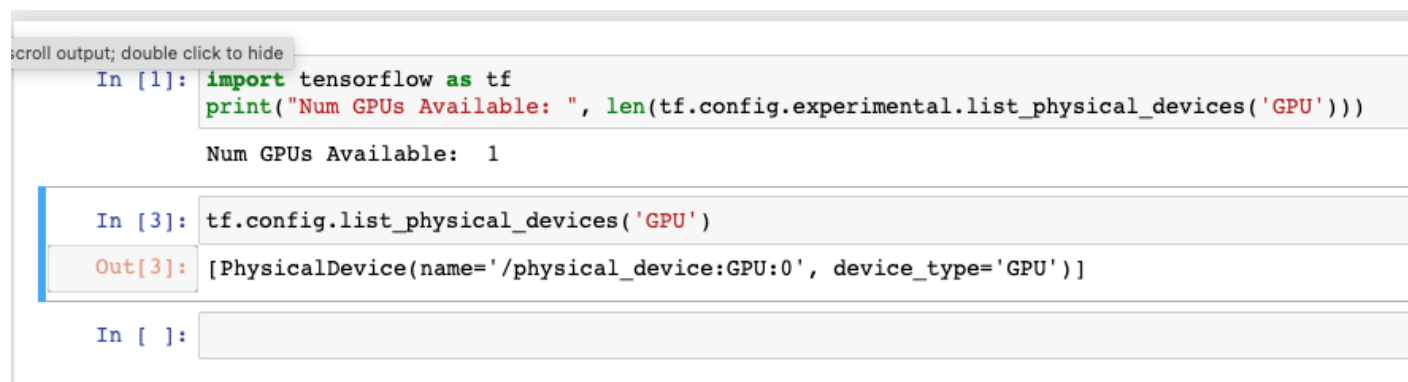 scroll output; double click to hide
In [1]: import tensorflow as tf
print("Num GPUs Available: ", len(tf.config.experimental.list_physical_devices('GPU')))
Num GPUs Available:  1
In [3]: tf.config.list_physical_devices('GPU')
Out[3]: [PhysicalDevice(name='/physical_device:GPU:0', device_type='GPU')]
In [ ]: